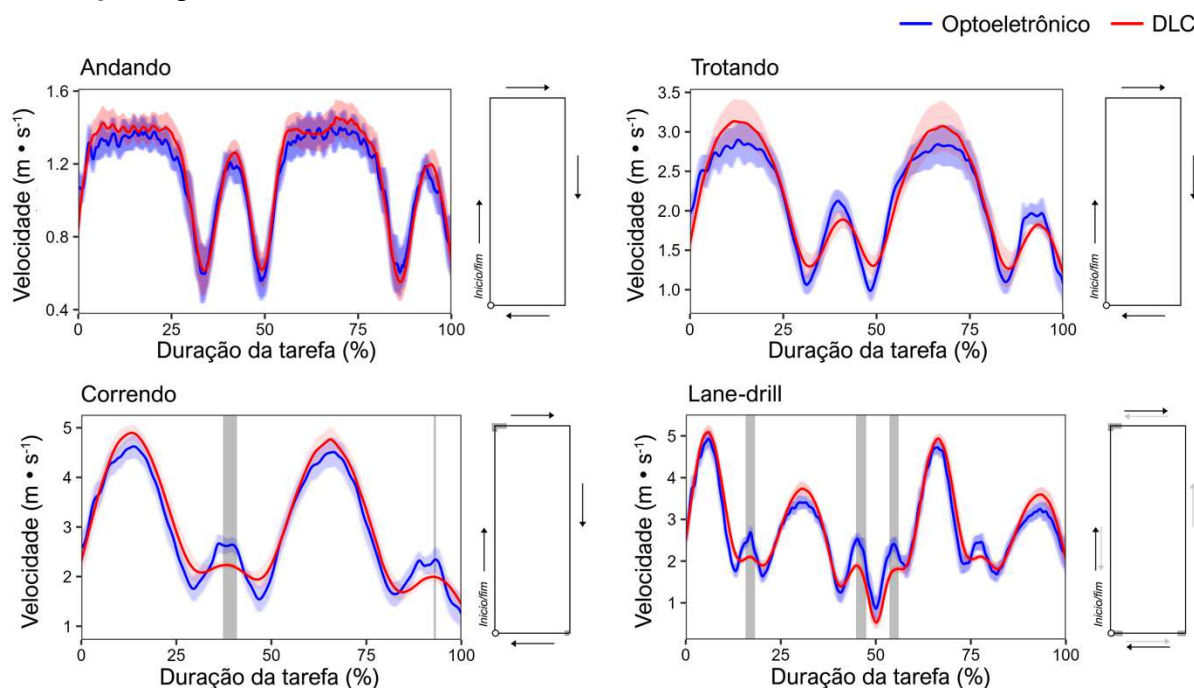 Optoeletrônico
DLC
Andando
Velocidade (m • s⁻¹)
1.6
1.2
0.8
0.4
0
25
50
75
100
Duração da tarefa (%)
Início/fim
Trotando
Velocidade (m • s⁻¹)
3.5
3.0
2.5
2.0
1.5
1.0
0
25
50
75
100
Duração da tarefa (%)
Início/fim
Correndo
Velocidade (m • s⁻¹)
5
4
3
2
1
0
25
50
75
100
Duração da tarefa (%)
Início/fim
Lane-drill
Velocidade (m • s⁻¹)
5
4
3
2
1
0
25
50
75
100
Duração da tarefa (%)
Início/fim